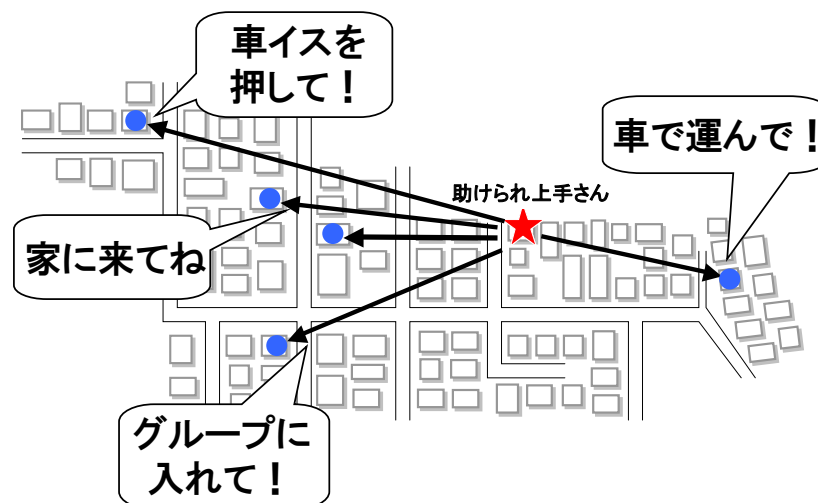 車イスを
押して！
車で運んで！
助けられ上手さん
家に来てね
グループに
入れて！